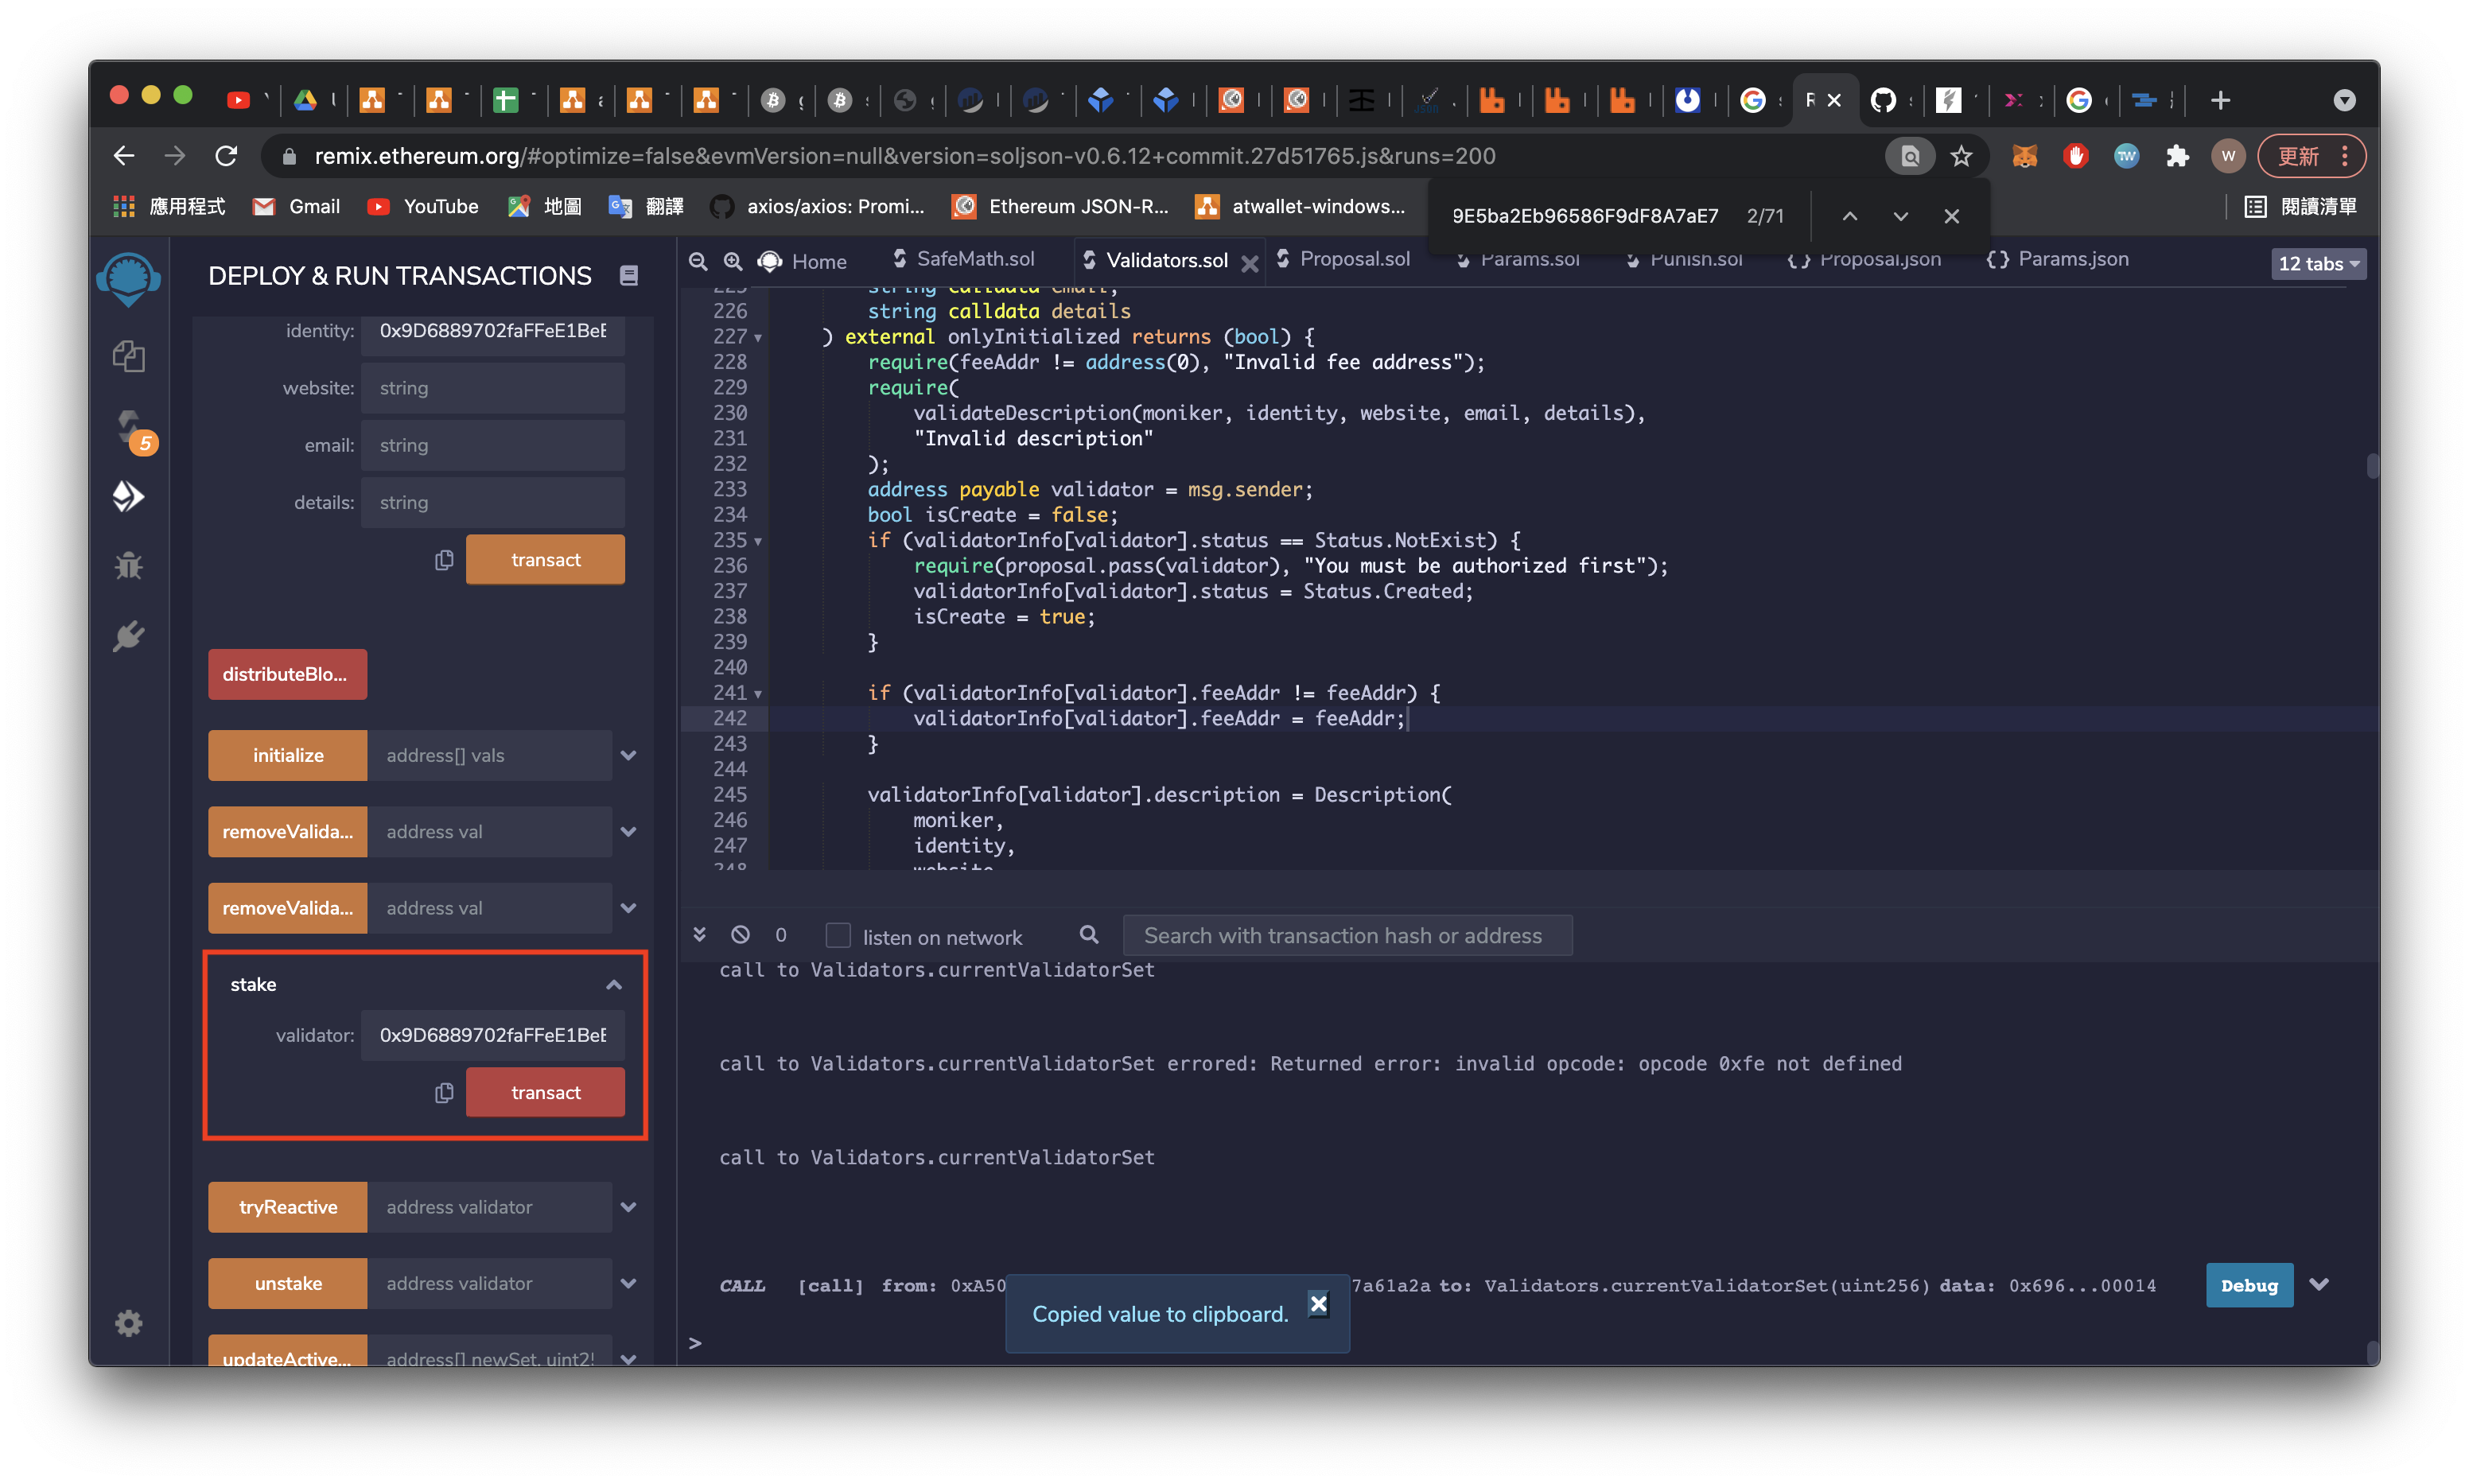 R
remix.ethereum.org/#optimize=false&evmVersion=null&version=soljson-v0.6.12+commit.27d51765.js&runs=200
W
更新
應用程式
Gmail
YouTube
地圖
翻譯
axios/axios: Promi...
Ethereum JSON-R...
atwallet-windows...
9E5ba2Eb96586F9dF8A7aE7
2/71
閱讀清單
DEPLOY & RUN TRANSACTIONS
identity: 0x9D6889702faFFeE1BeE
website: string
email: string
details: string
transact
distributeBlo...
initialize address[] vals
removeValida... address val
removeValida... address val
stake
validator: 0x9D6889702faFFeE1BeE
transact
tryReactive address validator
unstake address validator
updateActive... address[] newSet, uint2!
5
Home
SafeMath.sol
Validators.sol
Proposal.sol
Params.sol
Punish.sol
{} Proposal.json
{} Params.json
12 tabs
225 string calldata email,
226 string calldata details
227 ) external onlyInitialized returns (bool) {
228 require(feeAddr != address(0), "Invalid fee address");
229 require(
230 validateDescription(moniker, identity, website, email, details),
231 "Invalid description"
232 );
233 address payable validator = msg.sender;
234 bool isCreate = false;
235 if (validatorInfo[validator].status == Status.NotExist) {
236 require(proposal.pass(validator), "You must be authorized first");
237 validatorInfo[validator].status = Status.Created;
238 isCreate = true;
239 }
240
241 if (validatorInfo[validator].feeAddr != feeAddr) {
242 validatorInfo[validator].feeAddr = feeAddr;
243 }
244
245 validatorInfo[validator].description = Description(
246 moniker,
247 identity,
248 website
0
listen on network
Search with transaction hash or address
call to Validators.currentValidatorSet
call to Validators.currentValidatorSet errored: Returned error: invalid opcode: opcode 0xfe not defined
call to Validators.currentValidatorSet
CALL [call] from: 0xA50 7a61a2a to: Validators.currentValidatorSet(uint256) data: 0x696...00014
Debug
Copied value to clipboard.
>